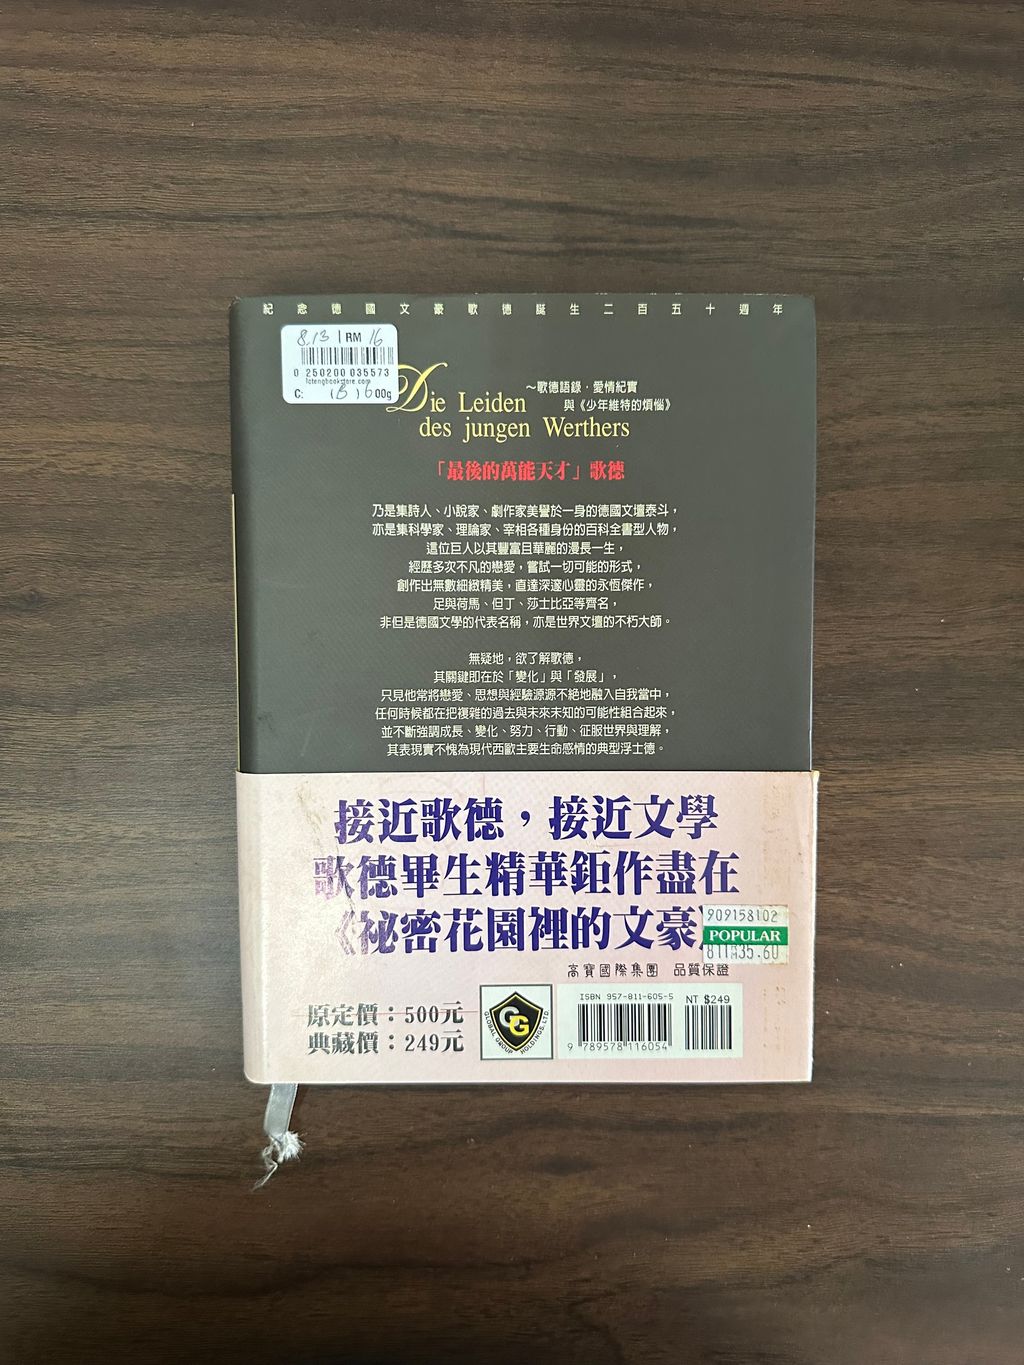 紀念德國文豪歌德誕生二百五十週年
8.13 RM 16
0 250200 035573
C: (B) 600g
Die Leiden
des jungen Werthers
～歌德語錄‧愛情紀實
與《少年維特的煩惱》
「最後的萬能天才」歌德
乃是集詩人、小說家、劇作家美譽於一身的德國文壇泰斗，
亦是集科學家、理論家、宰相各種身份的百科全書型人物，
這位巨人以其豐富且華麗的漫長一生，
經歷多次不凡的戀愛，嘗試一切可能的形式，
創作出無數細緻精美，直達深邃心靈的永恆傑作，
足與荷馬、但丁、莎士比亞等齊名，
非但是德國文學的代表名稱，亦是世界文壇的不朽大師。
無疑地，欲了解歌德，
其關鍵即在於「變化」與「發展」，
只見他常將戀愛、思想與經驗源源不絕地融入自我當中，
任何時候都在把複雜的過去與未來未知的可能性組合起來，
並不斷強調成長、變化、努力、行動、征服世界與理解，
其表現實不愧為現代西歐主要生命感情的典型浮士德。
接近歌德，接近文學
歌德畢生精華鉅作盡在
《祕密花園裡的文豪》
909158102
POPULAR
35.60
高寶國際集團 品質保證
原定價：500元
典藏價：249元
GG
GLOBAL GROUP HOLDINGS, LTD.
ISBN 957-811-605-5 NT $249
9 789578 116054